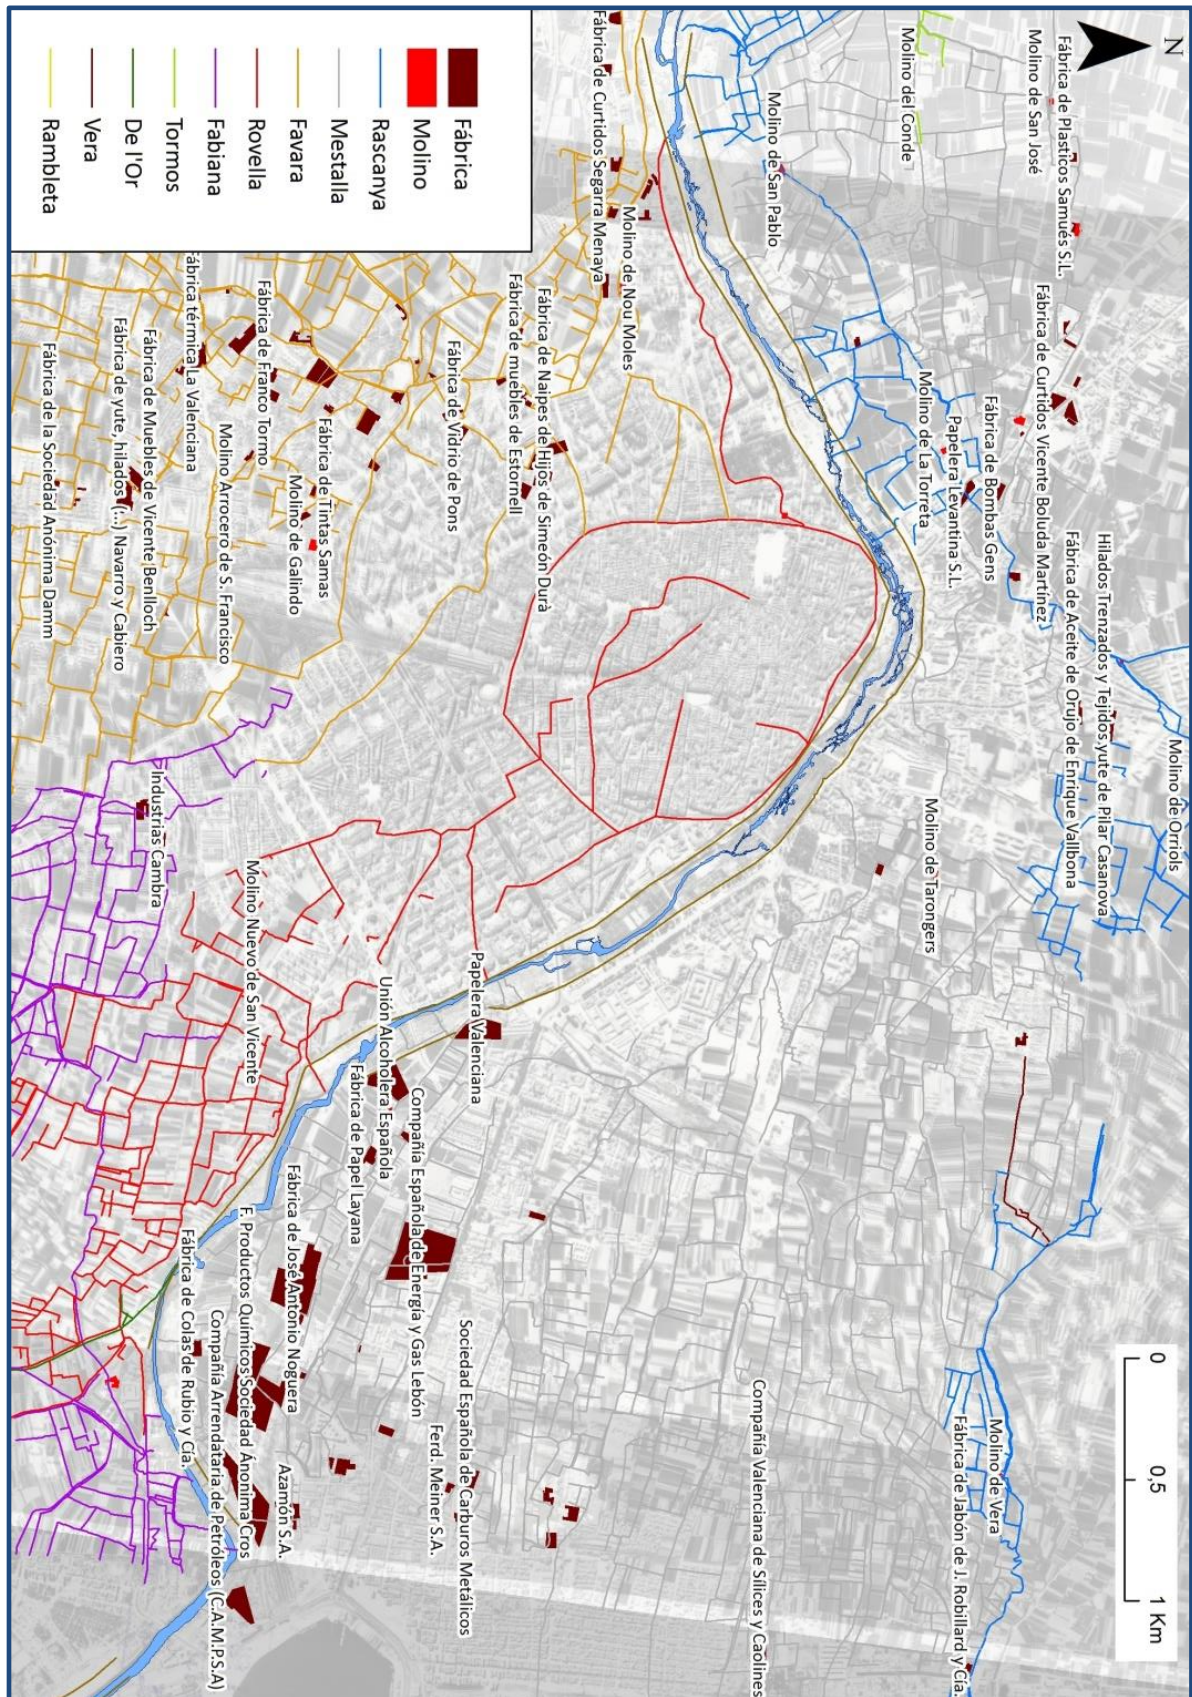 N
Fábrica de Plasticos Samués S.L.
Molino de San José
Molino del Conde
Molino de San Pablo
Fábrica de Curtidos Segarra Menaya
Molino de Nou Moles
Fábrica de Curtidos Vicente Boluda Martínez
Fábrica de Bombas Gens
Papelera Levantina S.L.
Molino de La Torreta
Hilados Trenzados y Tejidos yute de Pilar Casanova
Fábrica de Aceite de Orujo de Enrique Vallbona
Molino de Orriols
Molino de Tarongers
Fábrica de Naipes de Hijos de Simeón Durà
Fábrica de muebles de Estornell
Fábrica de Vidrio de Pons
Fábrica de Tintas Samas
Molino de Galindo
Fábrica de Franco Tormo
Molino Arrocero de S. Francisco
Fábrica térmica La Valenciana
Fábrica de Muebles de Vicente Benlloch
Fábrica de yute, hilados (...) Navarro y Cabiero
Fábrica de la Sociedad Anónima Damm
Industrias Cambra
Molino Nuevo de San Vicente
Papelera Valenciana
Unión Alcoholera Española
Fábrica de Papel Layana
Compañía Española de Energía y Gas Lebón
Fábrica de José Antonio Noguera
F. Productos Químicos Sociedad Ánonima Cros
Compañía Arrendataria de Petróleos (C.A.M.P.S.A)
Fábrica de Colas de Rubio y Cía.
Azamón S.A.
Ferd. Meiner S.A.
Sociedad Española de Carburos Metálicos
Compañía Valenciana de Sílices y Caolines
Molino de Vera
Fábrica de Jabón de J. Robillard y Cía.
0
0,5
1 Km
Fábrica
Molino
Rascanya
Mestalla
Favara
Rovella
Fabiana
Tormos
De l'Or
Vera
Rambleta